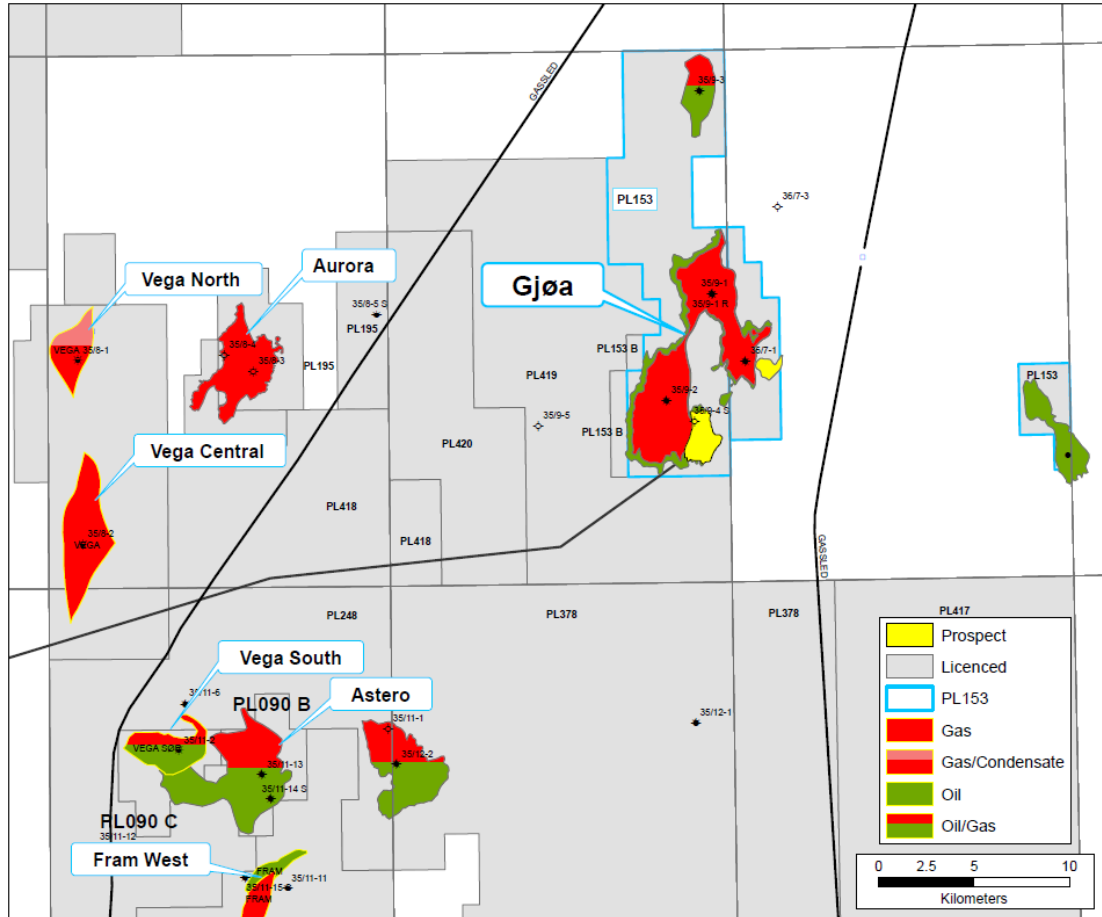 GASSLED
35/9-3
PL153
36/7-3
Vega North
Aurora
Gjøa
35/9-1
35/9-1 R
35/8-5 S
PL195
VEGA 35/8-1
35/8-4
35/8-3
PL195
PL153 B
36/7-1
PL419
PL153
35/9-2
35/9-5
35/9-4 S
PL153 B
Vega Central
PL420
PL418
PL418
35/8-2
VEGA
GASSLED
PL248
PL378
PL378
PL417
Vega South
35/11-6
PL090 B
Astero
35/11-1
35/12-1
VEGA SØR
35/11-2
35/12-2
35/11-13
35/11-14 S
PL090 C
35/11-12
Fram West
FRAM
35/11-11
35/11-15
FRAM
Prospect
Licenced
PL153
Gas
Gas/Condensate
Oil
Oil/Gas
0 2.5 5 10
Kilometers